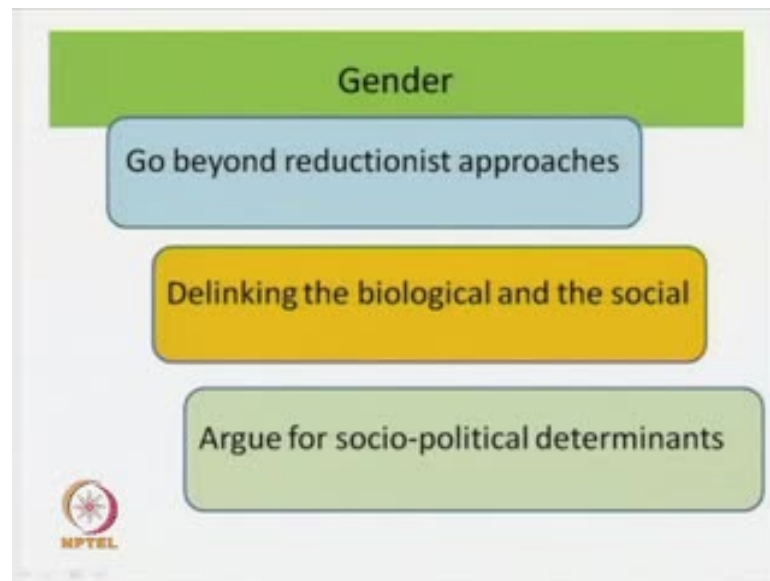 Gender
Go beyond reductionist approaches
Delinking the biological and the social
Argue for socio-political determinants
NPTEL